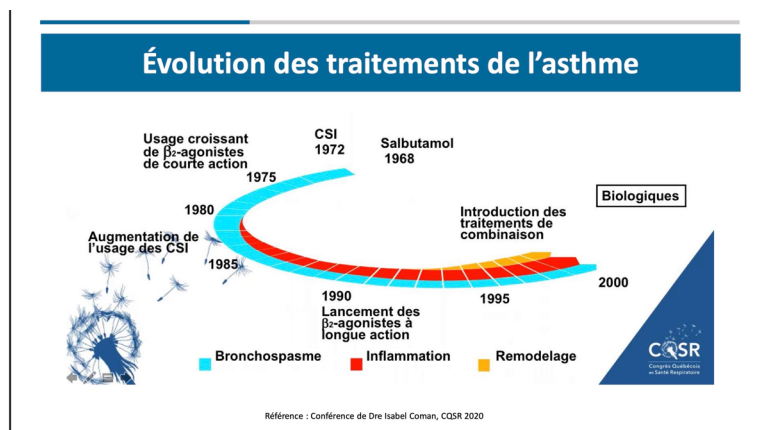 Évolution des traitements de l'asthme
Usage croissant
de β₂-agonistes
de courte action
CSI
1972
Salbutamol
1968
1975
1980
Augmentation de
l'usage des CSI
1985
1990
Lancement des
β₂-agonistes à
longue action
1995
2000
Introduction des
traitements de
combinaison
Biologiques
Bronchospasme
Inflammation
Remodelage
CQSR
Congrès Québécois
en Santé Respiratoire
Référence : Conférence de Dre Isabel Coman, CQSR 2020